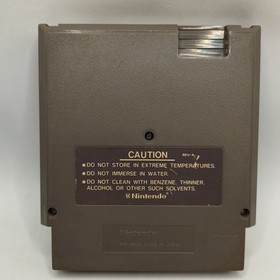 CAUTION
REV-A
•DO NOT STORE IN EXTREME TEMPERATURES.
•DO NOT IMMERSE IN WATER.
•DO NOT CLEAN WITH BENZENE, THINNER,
ALCOHOL OR OTHER SUCH SOLVENTS.
Nintendo